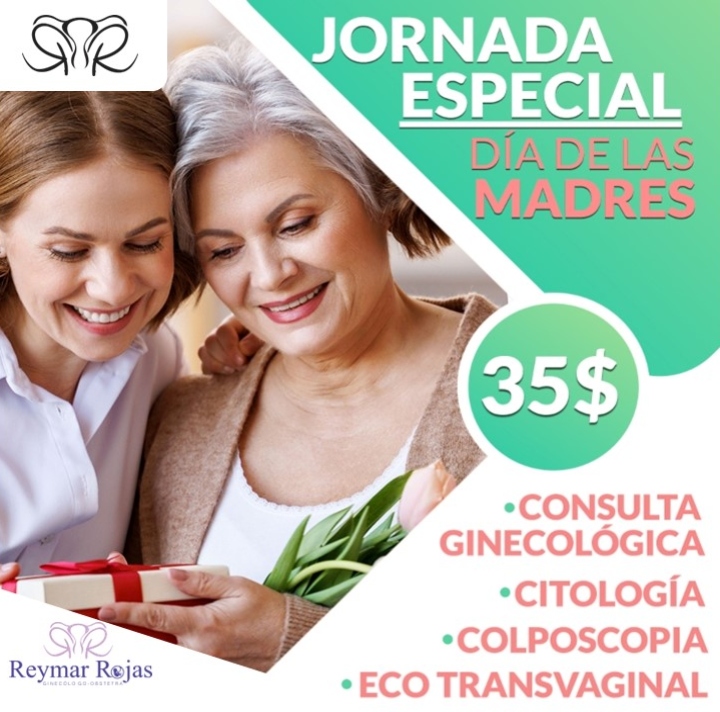 JORNADA
ESPECIAL
DÍA DE LAS
MADRES
35$
•CONSULTA
GINECOLÓGICA
•CITOLOGÍA
•COLPOSCOPIA
•ECO TRANSVAGINAL
Reymar Rojas
GINECÓLOGO-OBSTETRA